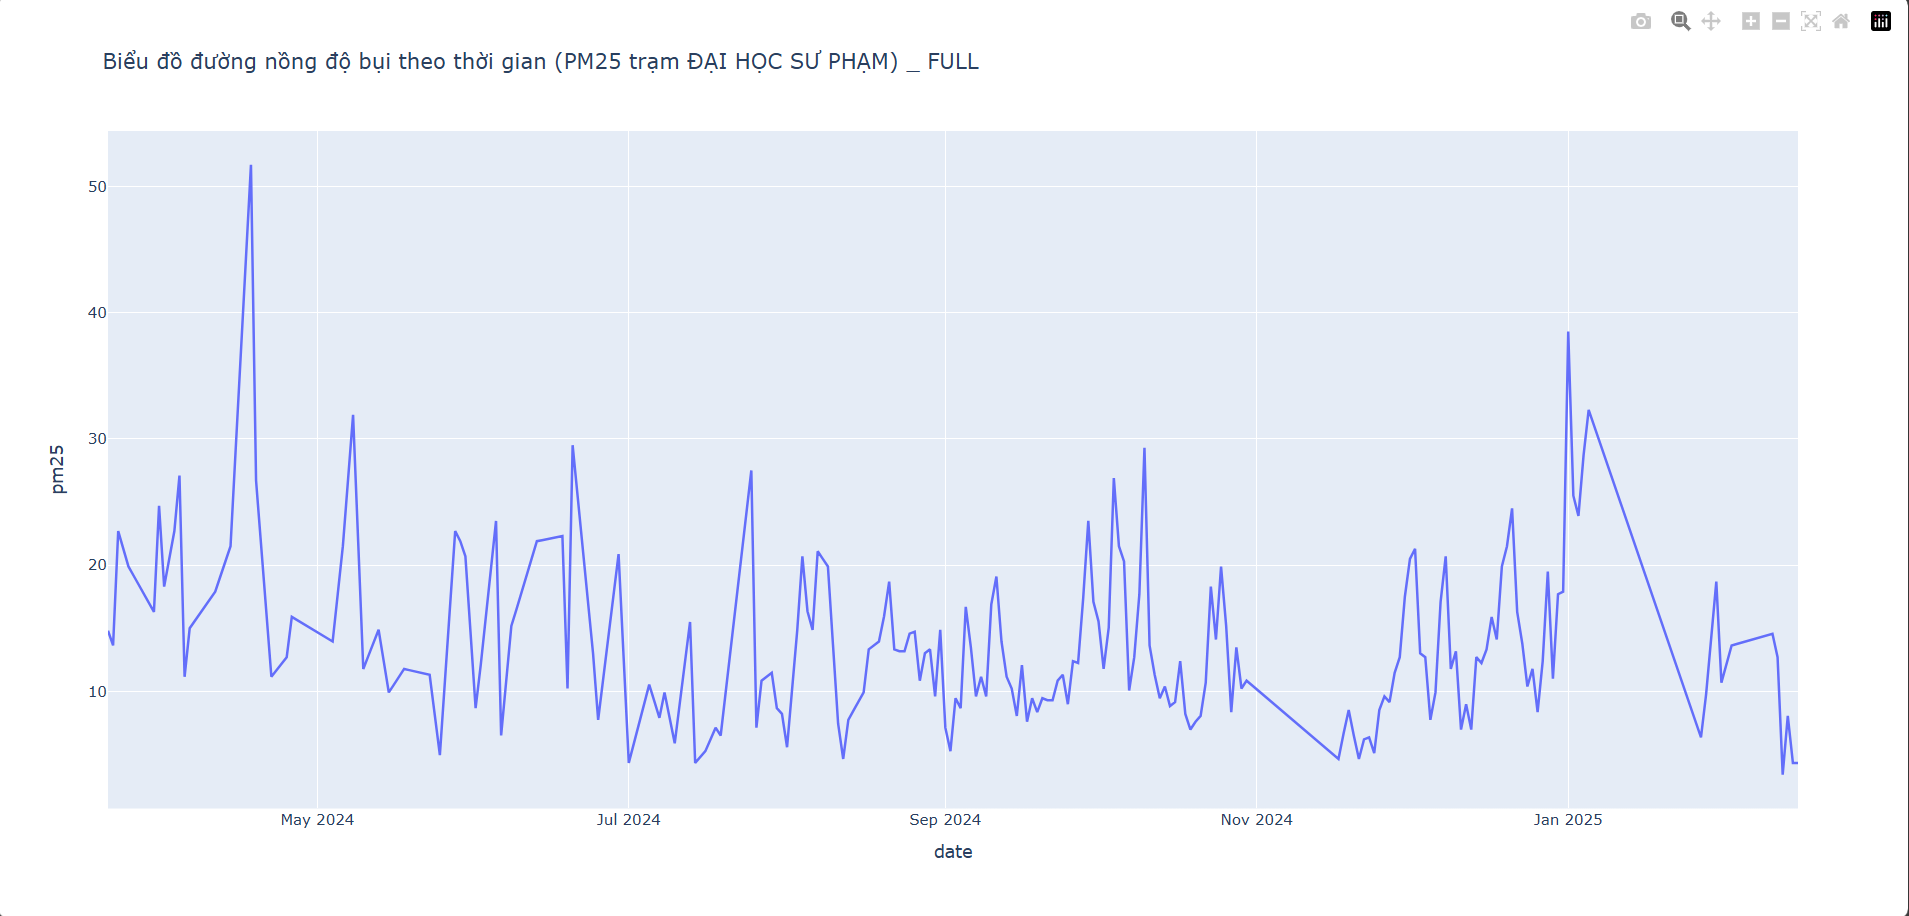 Biểu đồ đường nồng độ bụi theo thời gian (PM25 trạm ĐẠI HỌC SƯ PHẠM) _ FULL
50
40
30
20
10
pm25
May 2024
Jul 2024
Sep 2024
Nov 2024
Jan 2025
date